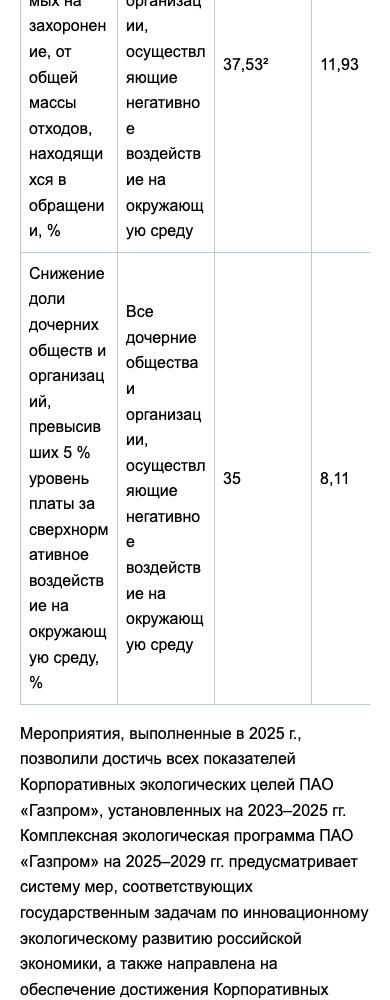 мых на
захоронен
ие, от
общей
массы
отходов,
находящи
хся в
обращени
и, %
организац
ии,
осуществл
яющие
негативно
е
воздейств
ие на
окружающ
ую среду
37,53²
11,93
Снижение
доли
дочерних
обществ и
организац
ий,
превысив
ших 5 %
уровень
платы за
сверхнорм
ативное
воздейств
ие на
окружающ
ую среду,
%
Все
дочерние
общества
и
организац
ии,
осуществл
яющие
негативно
е
воздейств
ие на
окружающ
ую среду
35
8,11
Мероприятия, выполненные в 2025 г.,
позволили достичь всех показателей
Корпоративных экологических целей ПАО
«Газпром», установленных на 2023–2025 гг.
Комплексная экологическая программа ПАО
«Газпром» на 2025–2029 гг. предусматривает
систему мер, соответствующих
государственным задачам по инновационному
экологическому развитию российской
экономики, а также направлена на
обеспечение достижения Корпоративных